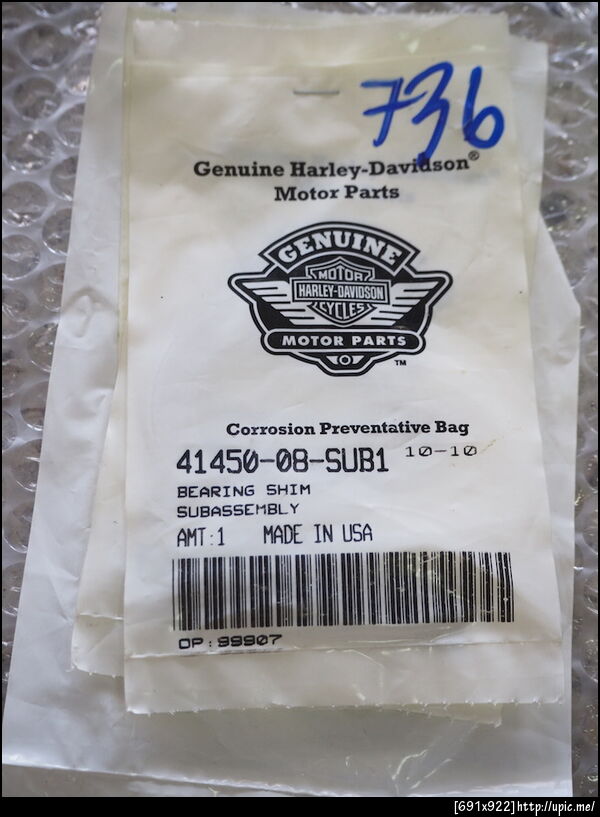 736
Genuine Harley-Davidson®
Motor Parts
GENUINE
MOTOR
HARLEY-DAVIDSON
CYCLES
MOTOR PARTS
TM
Corrosion Preventative Bag
41450-08-SUB1 10-10
BEARING SHIM
SUBASSEMBLY
AMT:1 MADE IN USA
OP:99907
[691x922]http://upic.me/